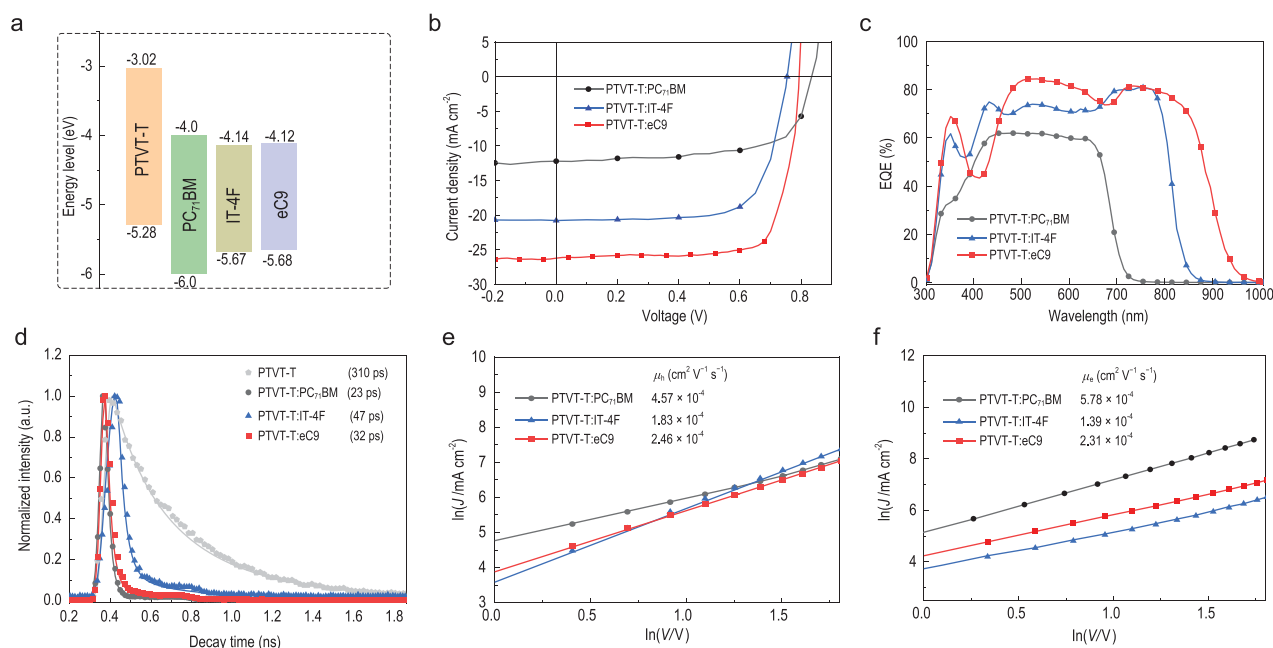 a
Energy level (eV)
-3
-4
-5
-6
-3.02
PTVT-T
-5.28
-4.0
PC₇₁BM
-6.0
-4.14
IT-4F
-5.67
-4.12
eC9
-5.68
b
Current density (mA cm⁻²)
5
0
-5
-10
-15
-20
-25
-30
PTVT-T:PC₇₁BM
PTVT-T:IT-4F
PTVT-T:eC9
-0.2 0.0 0.2 0.4 0.6 0.8
Voltage (V)
c
EQE (%)
100
80
60
40
20
0
PTVT-T:PC₇₁BM
PTVT-T:IT-4F
PTVT-T:eC9
300 400 500 600 700 800 900 1000
Wavelength (nm)
d
Normalized intensity (a.u.)
1.2
1.0
0.8
0.6
0.4
0.2
0.0
PTVT-T (310 ps)
PTVT-T:PC₇₁BM (23 ps)
PTVT-T:IT-4F (47 ps)
PTVT-T:eC9 (32 ps)
0.2 0.4 0.6 0.8 1.0 1.2 1.4 1.6 1.8
Decay time (ns)
e
ln(J /mA cm⁻²)
10
9
8
7
6
5
4
3
μₕ (cm² V⁻¹ s⁻¹)
PTVT-T:PC₇₁BM 4.57 × 10⁻⁴
PTVT-T:IT-4F 1.83 × 10⁻⁴
PTVT-T:eC9 2.46 × 10⁻⁴
0.0 0.5 1.0 1.5
ln(V/V)
f
ln(J /mA cm⁻²)
12
10
8
6
4
2
μₑ (cm² V⁻¹ s⁻¹)
PTVT-T:PC₇₁BM 5.78 × 10⁻⁴
PTVT-T:IT-4F 1.39 × 10⁻⁴
PTVT-T:eC9 2.31 × 10⁻⁴
0.0 0.5 1.0 1.5
ln(V/V)